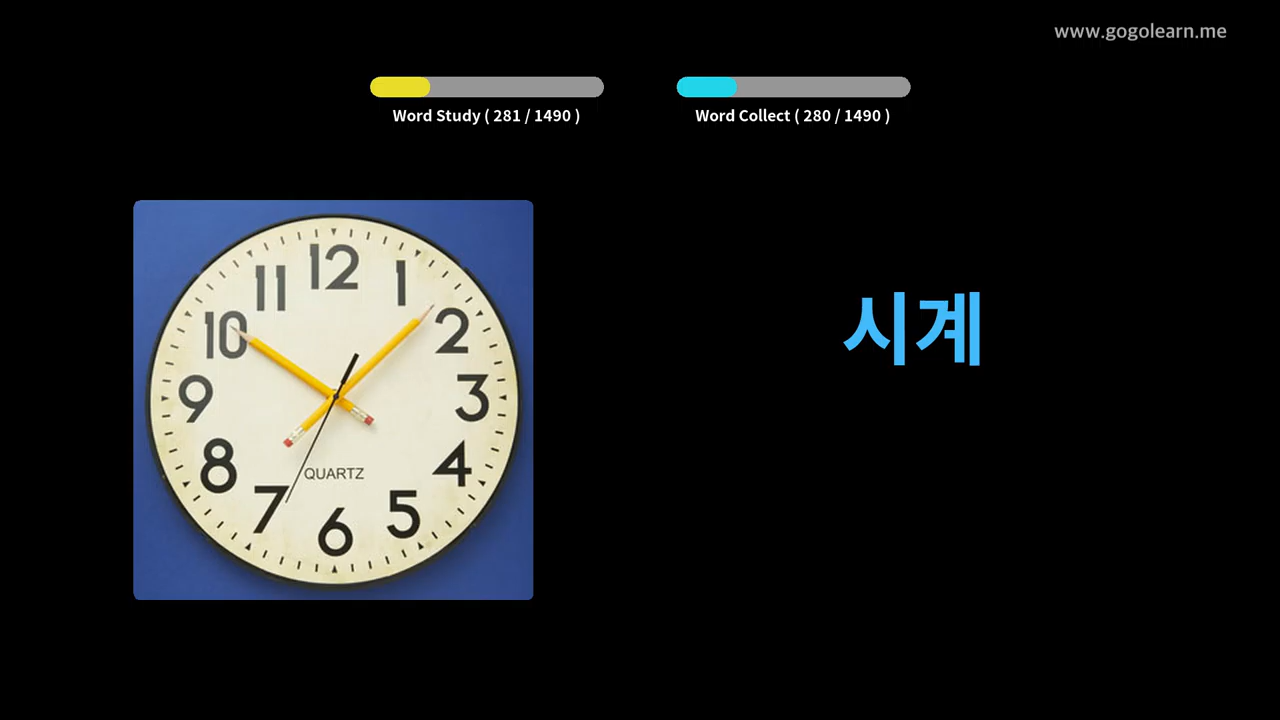 www.gogolearn.me
Word Study ( 281 / 1490 )
Word Collect ( 280 / 1490 )
12
11
1
10
2
9
3
8
4
7
5
6
QUARTZ
시계